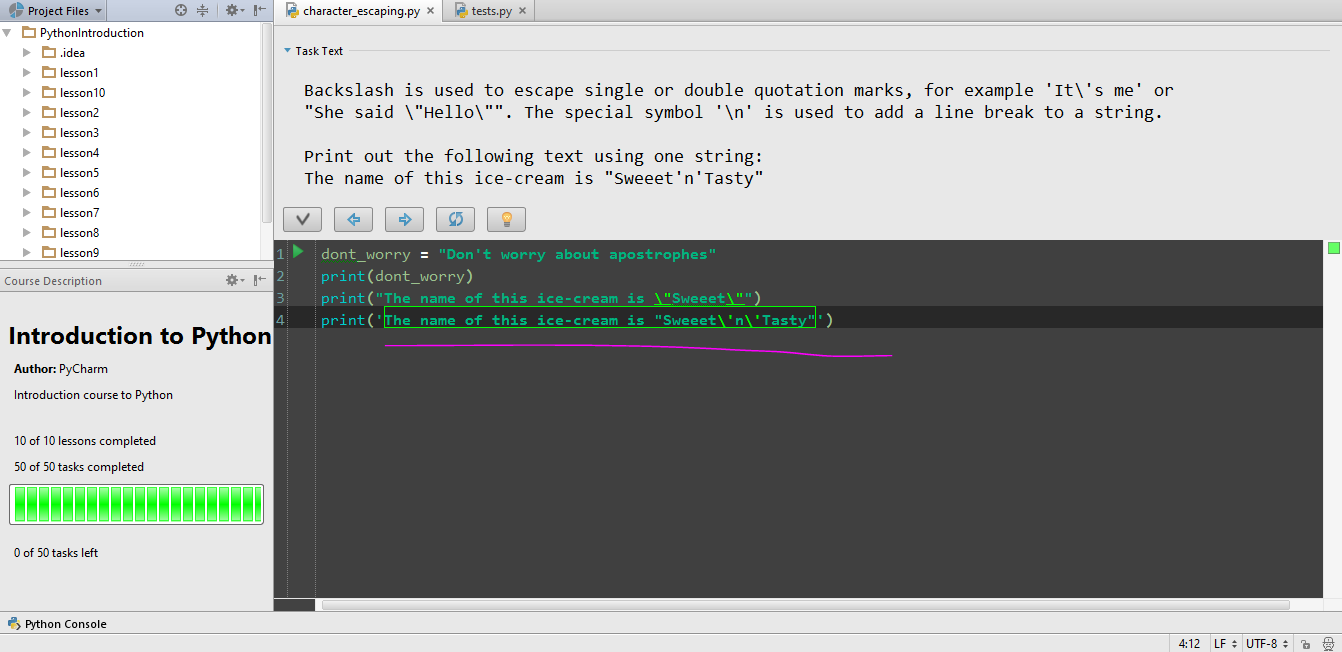 Project Files
PythonIntroduction
.idea
lesson1
lesson10
lesson2
lesson3
lesson4
lesson5
lesson6
lesson7
lesson8
lesson9
Course Description
Introduction to Python
Author: PyCharm
Introduction course to Python
10 of 10 lessons completed
50 of 50 tasks completed
0 of 50 tasks left
character_escaping.py
tests.py
Task Text
Backslash is used to escape single or double quotation marks, for example 'It\'s me' or
"She said \"Hello\"". The special symbol '\n' is used to add a line break to a string.
Print out the following text using one string:
The name of this ice-cream is "Sweeet'n'Tasty"
1 dont_worry = "Don't worry about apostrophes"
2 print(dont_worry)
3 print("The name of this ice-cream is \"Sweeet\"")
4 print('The name of this ice-cream is "Sweeet\'n\'Tasty"')
Python Console
4:12 LF UTF-8